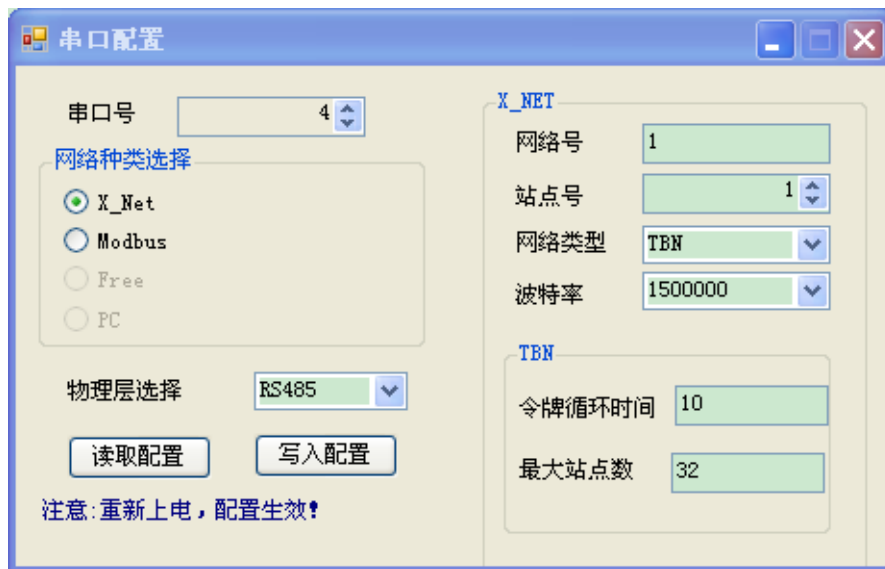 串口配置
串口号 4
网络种类选择
X_Net
Modbus
Free
PC
物理层选择 RS485
读取配置 写入配置
注意:重新上电，配置生效!
X_NET
网络号 1
站点号 1
网络类型 TBN
波特率 1500000
TBN
令牌循环时间 10
最大站点数 32